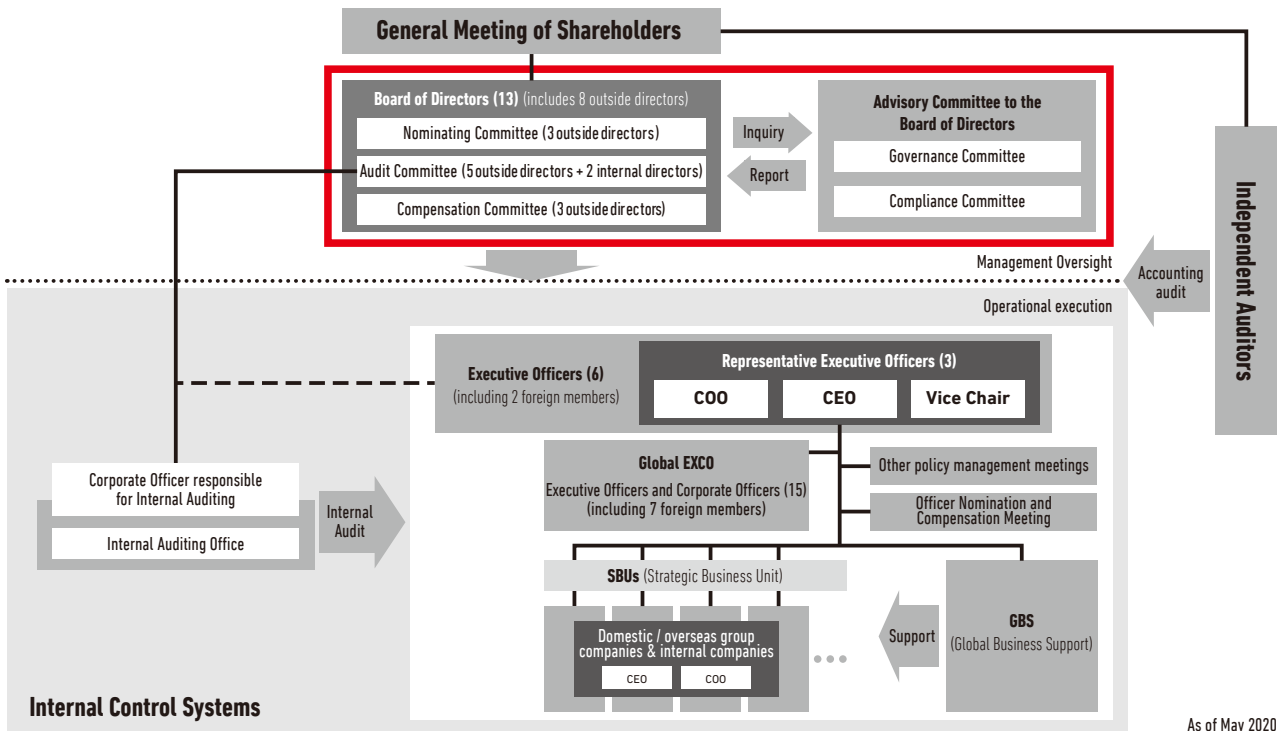 General Meeting of Shareholders
Board of Directors (13) (includes 8 outside directors)
Nominating Committee (3 outside directors)
Audit Committee (5 outside directors + 2 internal directors)
Compensation Committee (3 outside directors)
Inquiry
Report
Advisory Committee to the
Board of Directors
Governance Committee
Compliance Committee
Independent Auditors
Management Oversight
Accounting
audit
Operational execution
Executive Officers (6)
(including 2 foreign members)
Representative Executive Officers (3)
COO
CEO
Vice Chair
Global EXCO
Executive Officers and Corporate Officers (15)
(including 7 foreign members)
Other policy management meetings
Officer Nomination and
Compensation Meeting
Corporate Officer responsible
for Internal Auditing
Internal Auditing Office
Internal
Audit
SBUs (Strategic Business Unit)
Domestic / overseas group
companies & internal companies
CEO
COO
Support
GBS
(Global Business Support)
Internal Control Systems
As of May 2020